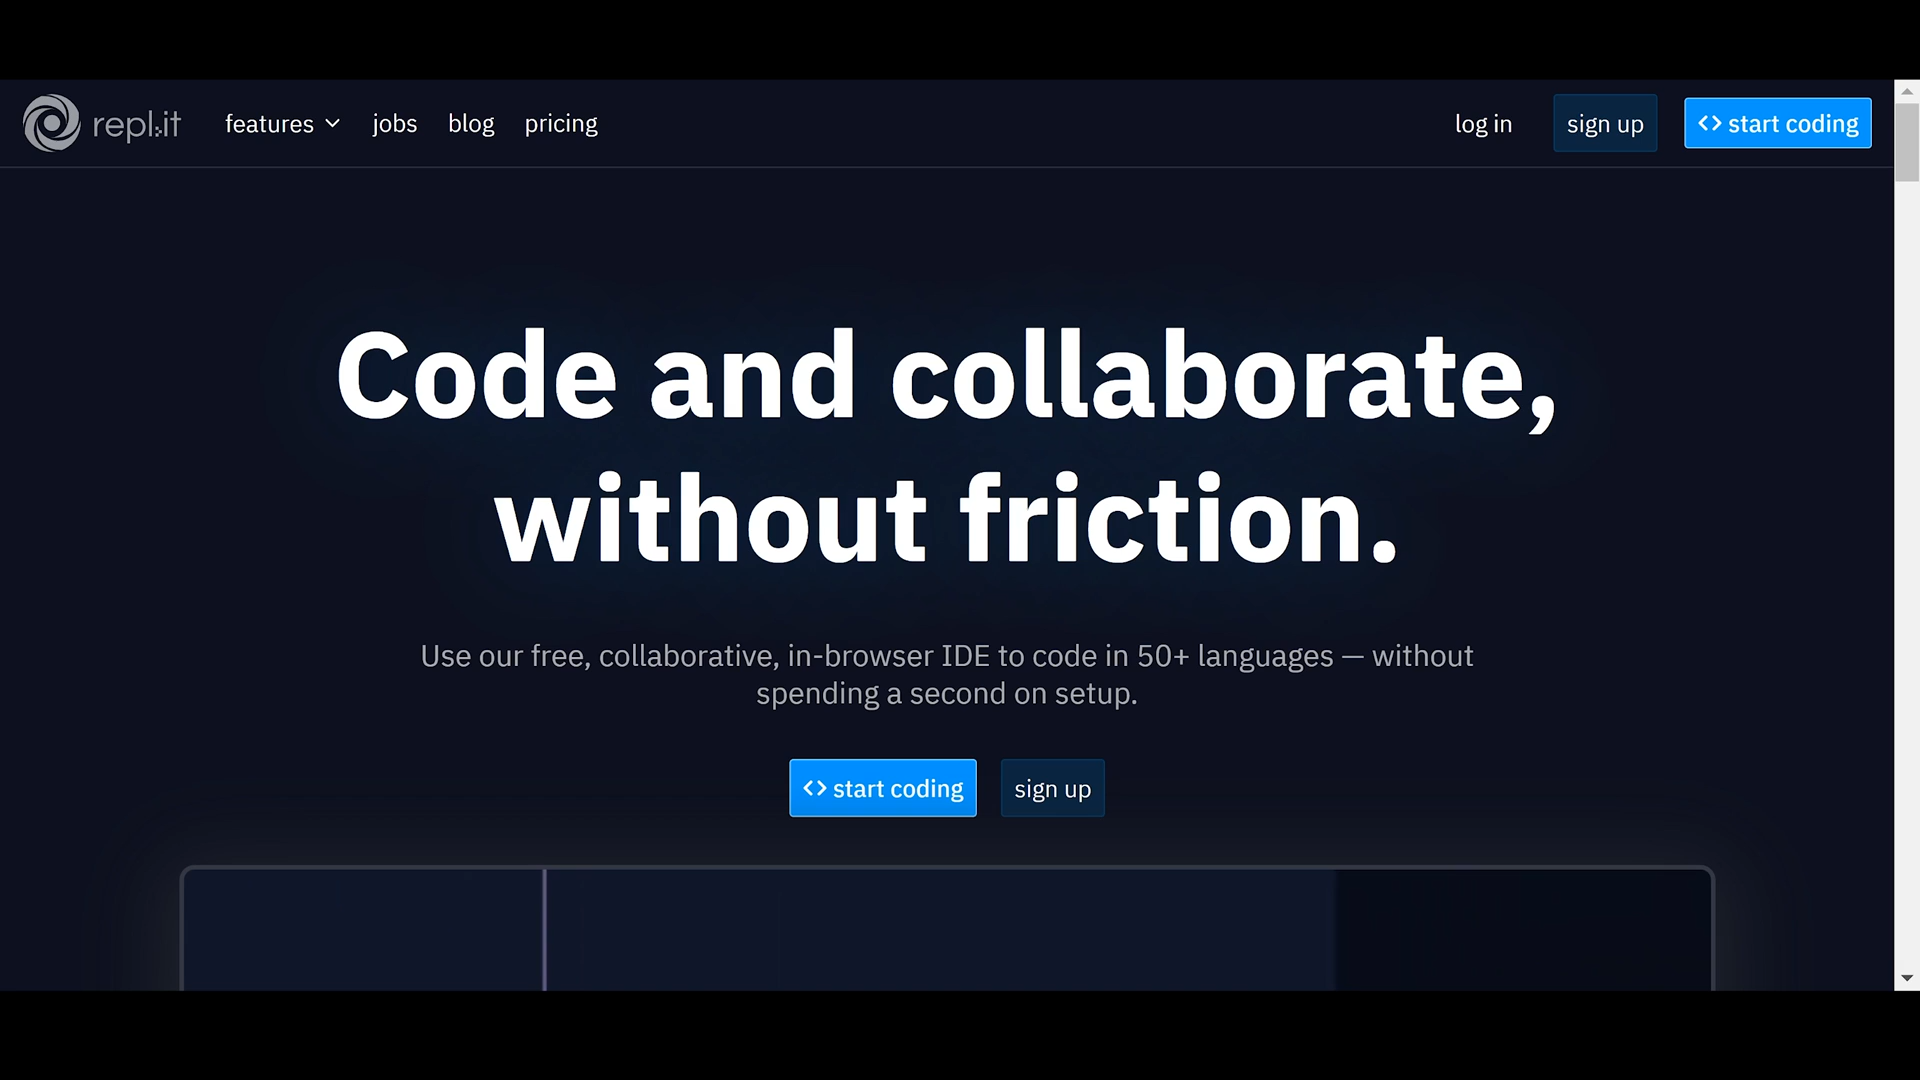 repl.it features jobs blog pricing log in sign up <> start coding
Code and collaborate,
without friction.
Use our free, collaborative, in-browser IDE to code in 50+ languages — without
spending a second on setup.
<> start coding sign up